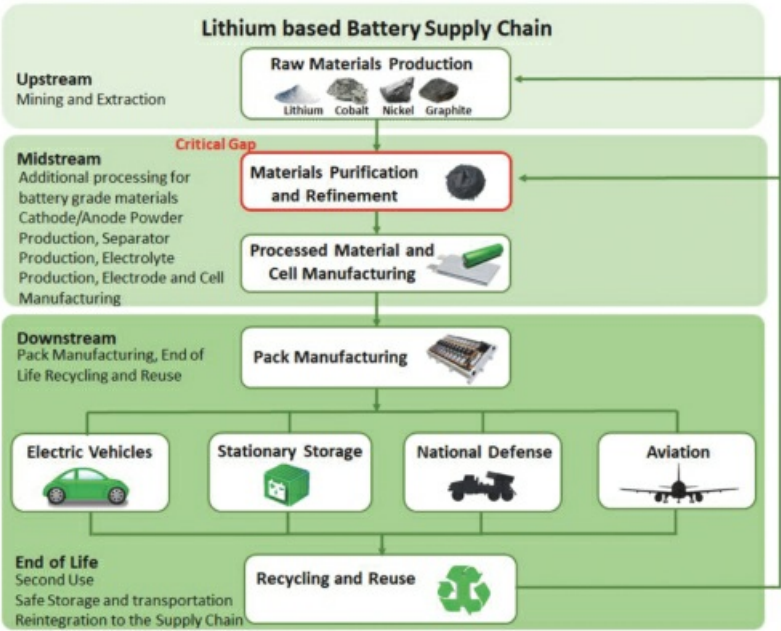 Lithium based Battery Supply Chain
Upstream
Mining and Extraction
Raw Materials Production
Lithium Cobalt Nickel Graphite
Critical Gap
Midstream
Additional processing for
battery grade materials
Cathode/Anode Powder
Production, Separator
Production, Electrolyte
Production, Electrode and Cell
Manufacturing
Materials Purification
and Refinement
Processed Material and
Cell Manufacturing
Downstream
Pack Manufacturing, End of
Life Recycling and Reuse
Pack Manufacturing
Electric Vehicles
Stationary Storage
National Defense
Aviation
End of Life
Second Use
Safe Storage and transportation
Reintegration to the Supply Chain
Recycling and Reuse